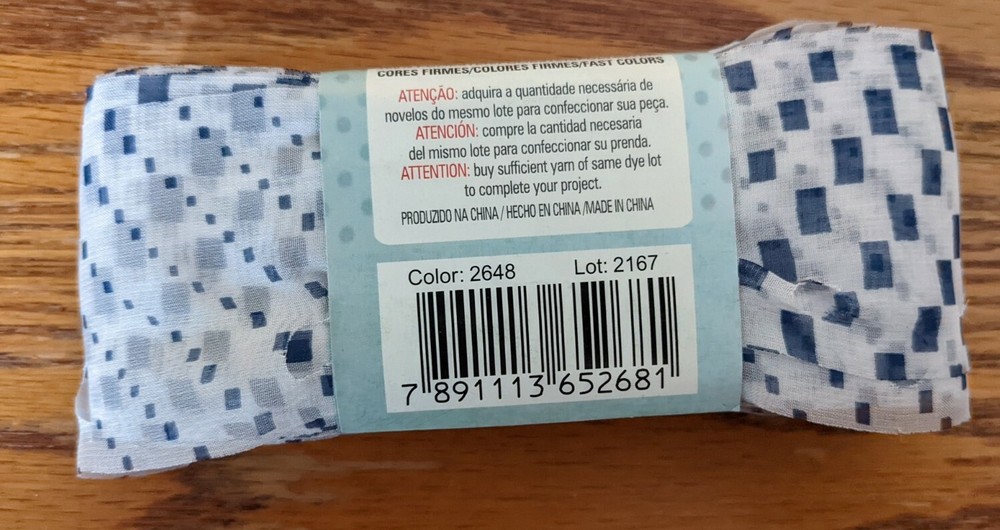 CORES FIRMES/COLORES FIRMES/FAST COLORS
ATENÇÃO: adquira a quantidade necessária de
novelos do mesmo lote para confeccionar sua peça.
ATENCIÓN: compre la cantidad necesaria
del mismo lote para confeccionar su prenda.
ATTENTION: buy sufficient yarn of same dye lot
to complete your project.
PRODUZIDO NA CHINA / HECHO EN CHINA /MADE IN CHINA
Color: 2648 Lot: 2167
7 891113 652681